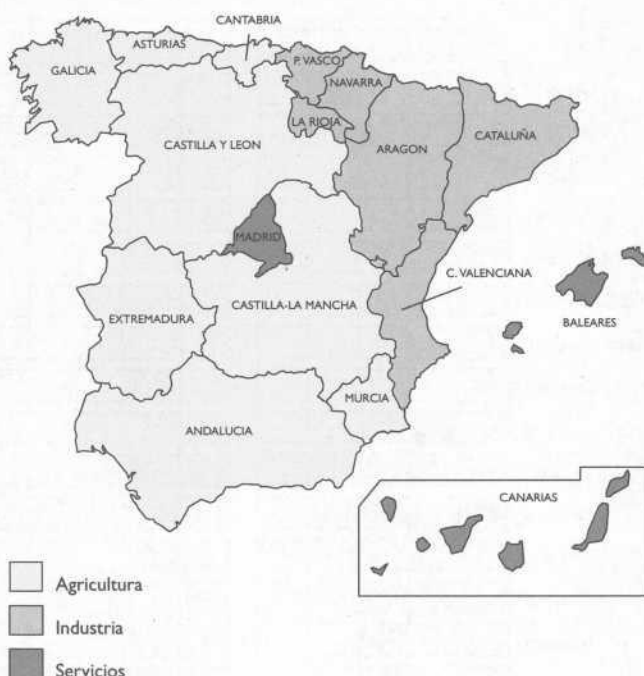 CANTABRIA
ASTURIAS
GALICIA
P. VASCO
NAVARRA
LA RIOJA
CASTILLA Y LEON
ARAGON
CATALUÑA
MADRID
C. VALENCIANA
CASTILLA-LA MANCHA
EXTREMADURA
BALEARES
MURCIA
ANDALUCIA
CANARIAS
Agricultura
Industria
Servicios